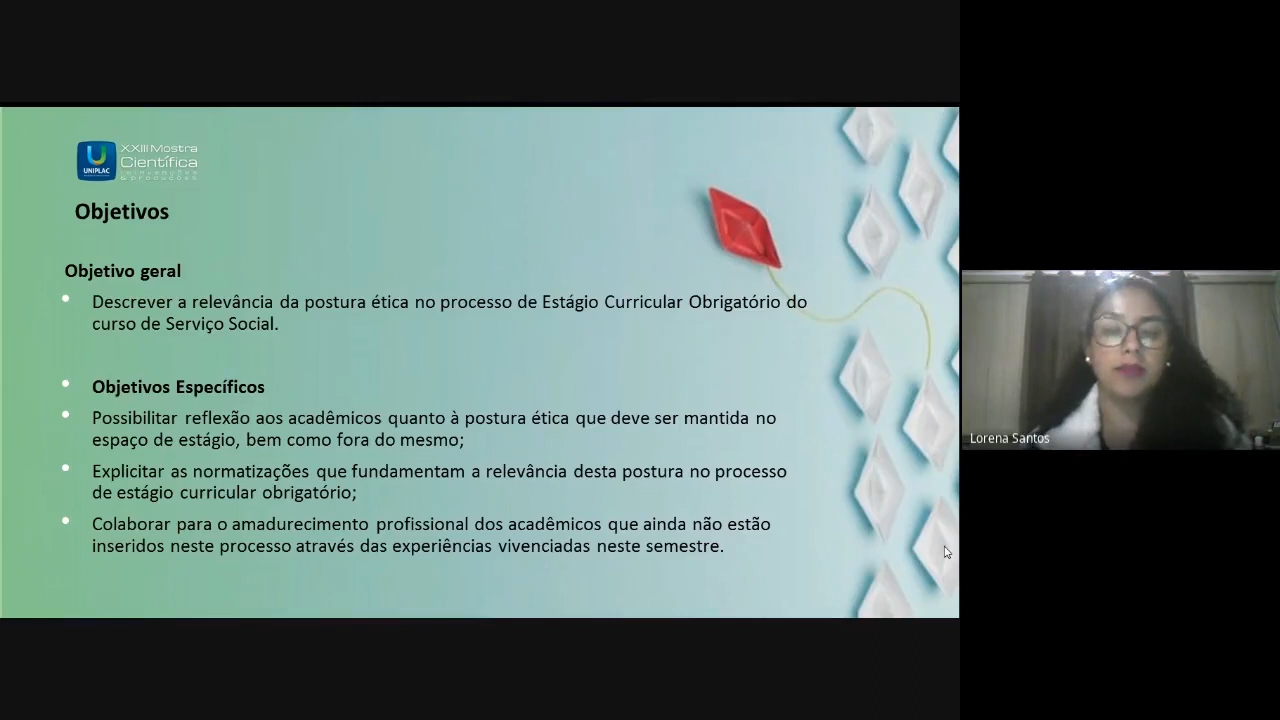 XXIII Mostra
Científica
UNIPLAC
Objetivos
Objetivo geral
Descrever a relevância da postura ética no processo de Estágio Curricular Obrigatório do
curso de Serviço Social.
Objetivos Específicos
Possibilitar reflexão aos acadêmicos quanto à postura ética que deve ser mantida no
espaço de estágio, bem como fora do mesmo;
Explicitar as normatizações que fundamentam a relevância desta postura no processo
de estágio curricular obrigatório;
Colaborar para o amadurecimento profissional dos acadêmicos que ainda não estão
inseridos neste processo através das experiências vivenciadas neste semestre.
Lorena Santos